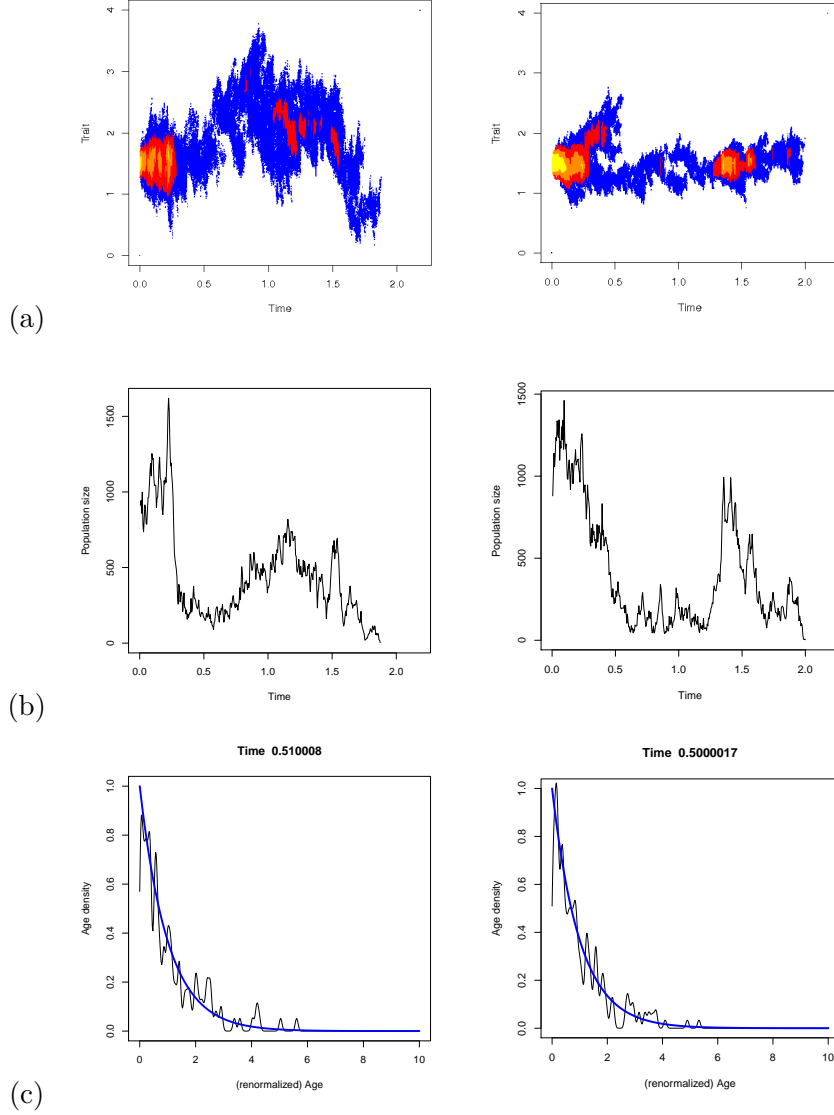 4
3
2
1
0
Trait
0.0 0.5 1.0 1.5 2.0
Time
4
3
2
1
0
Trait
0.0 0.5 1.0 1.5 2.0
Time
(a)
1500
1000
500
0
Population size
0.0 0.5 1.0 1.5 2.0
Time
1500
1000
500
0
Population size
0.0 0.5 1.0 1.5 2.0
Time
(b)
Time 0.510008
1.0
0.8
0.6
0.4
0.2
0.0
Age density
0 2 4 6 8 10
(renormalized) Age
Time 0.5000017
1.0
0.8
0.6
0.4
0.2
0.0
Age density
0 2 4 6 8 10
(renormalized) Age
(c)